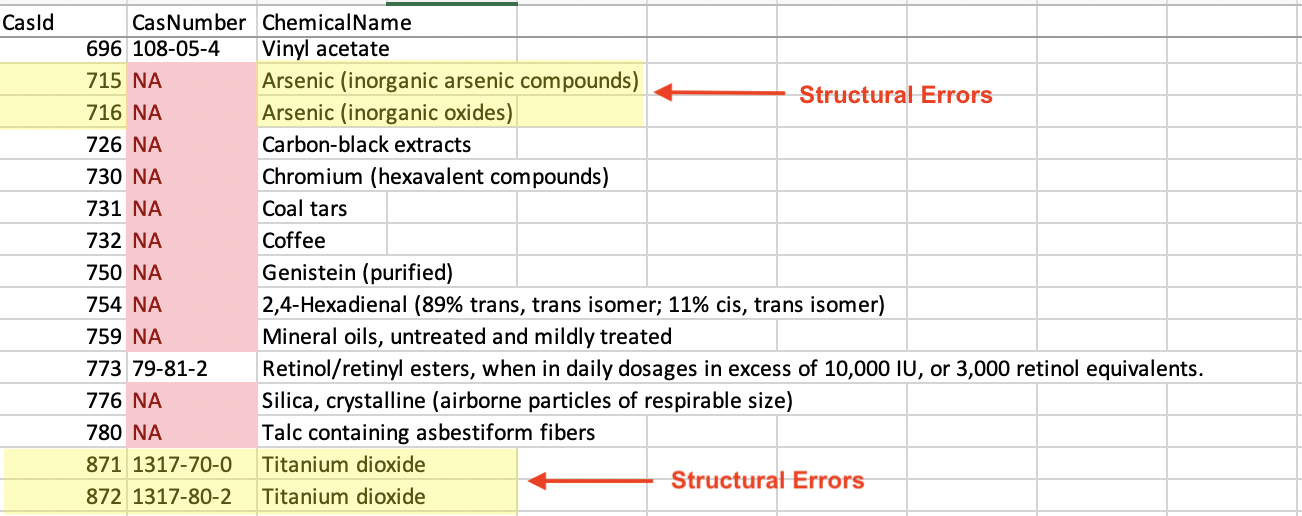 CasId CasNumber ChemicalName
696 108-05-4 Vinyl acetate
715 NA Arsenic (inorganic arsenic compounds)
Structural Errors
716 NA Arsenic (inorganic oxides)
726 NA Carbon-black extracts
730 NA Chromium (hexavalent compounds)
731 NA Coal tars
732 NA Coffee
750 NA Genistein (purified)
754 NA 2,4-Hexadienal (89% trans, trans isomer; 11% cis, trans isomer)
759 NA Mineral oils, untreated and mildly treated
773 79-81-2 Retinol/retinyl esters, when in daily dosages in excess of 10,000 IU, or 3,000 retinol equivalents.
776 NA Silica, crystalline (airborne particles of respirable size)
780 NA Talc containing asbestiform fibers
871 1317-70-0 Titanium dioxide
Structural Errors
872 1317-80-2 Titanium dioxide